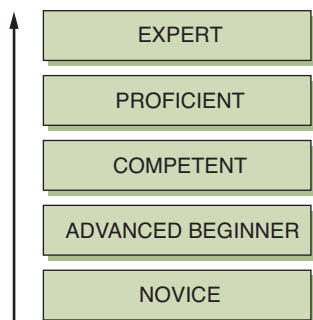 EXPERT
PROFICIENT
COMPETENT
ADVANCED BEGINNER
NOVICE